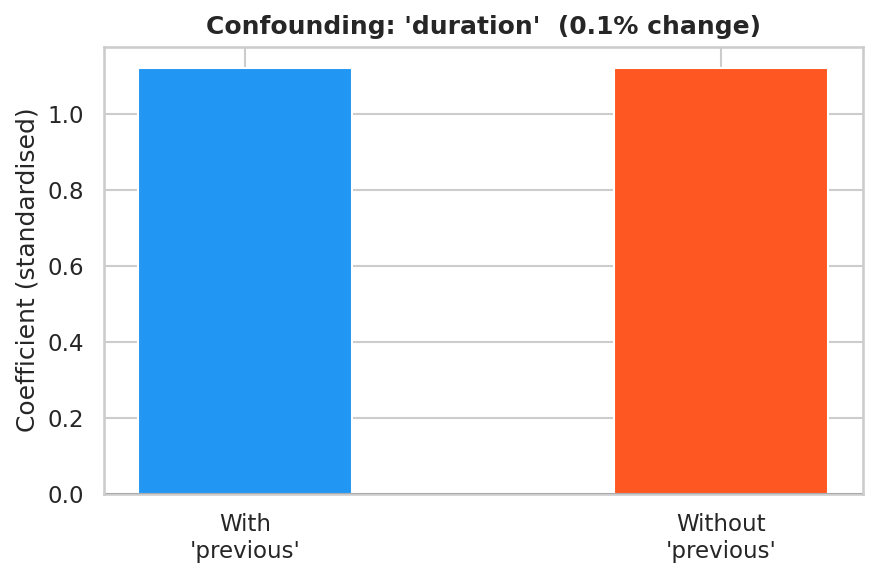 Confounding: 'duration'  (0.1% change)
Coefficient (standardised)
1.0
0.8
0.6
0.4
0.2
0.0
With
'previous'
Without
'previous'